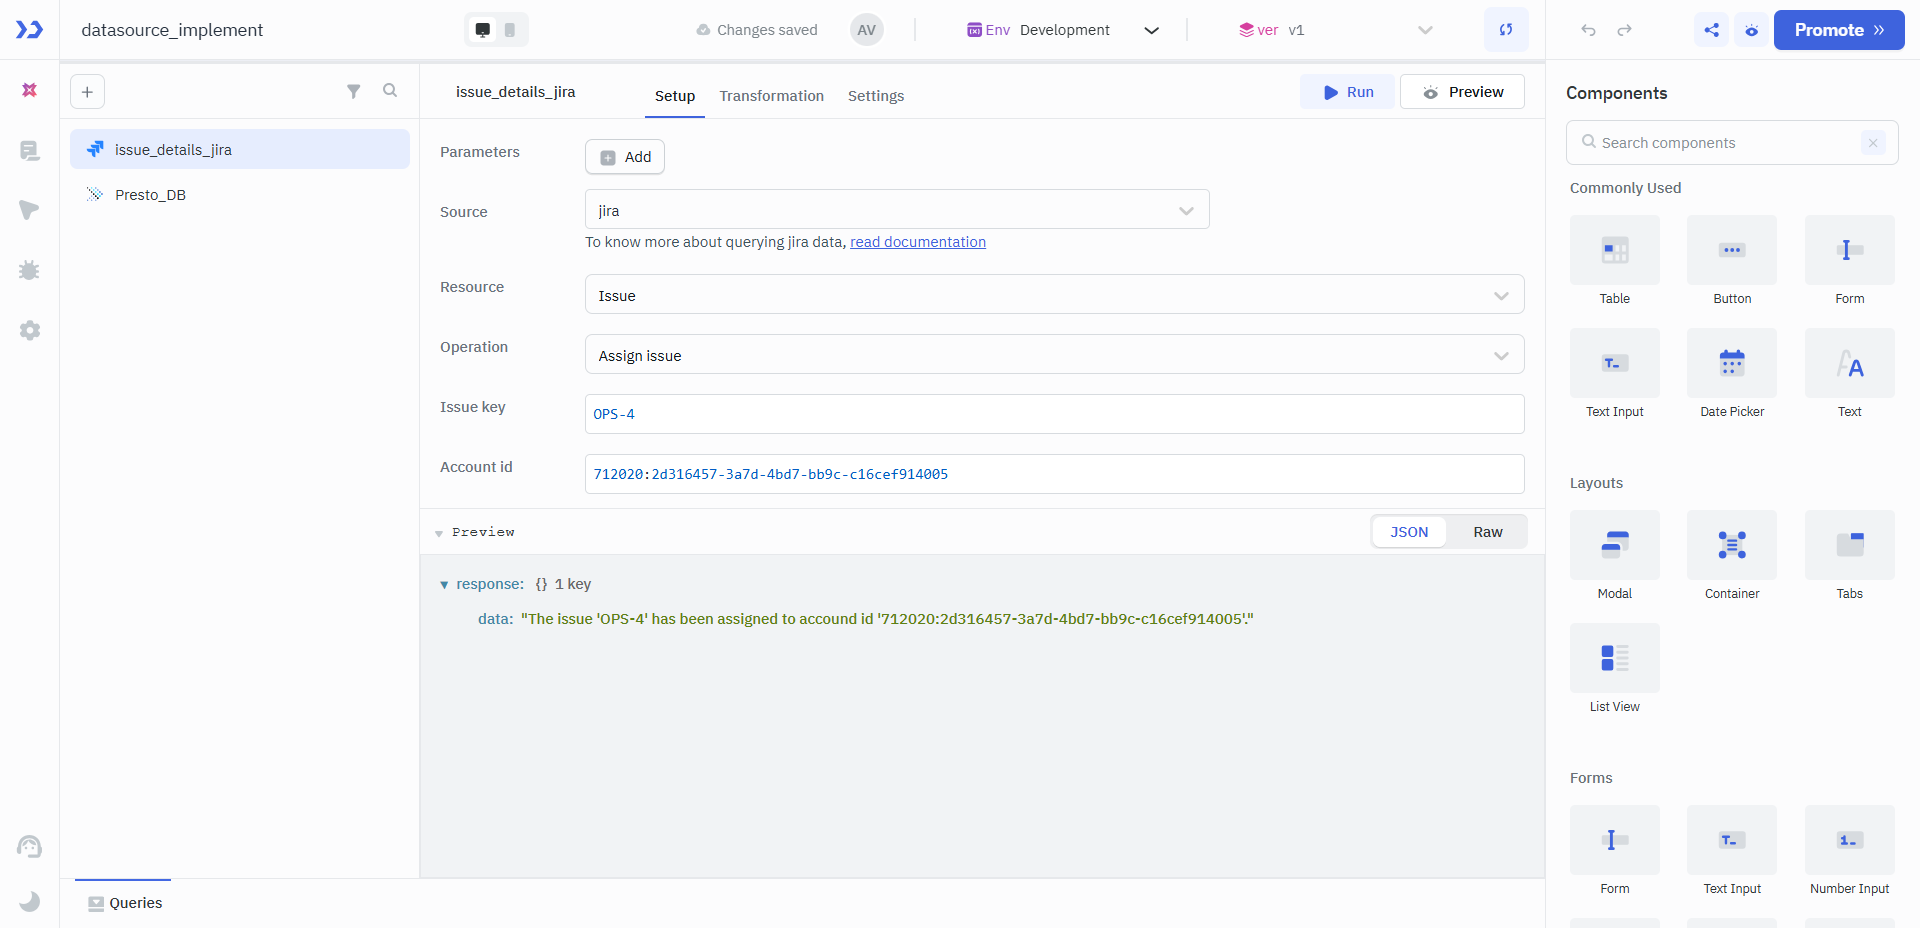 datasource_implement
Changes saved
AV
Env Development
ver v1
Promote
issue_details_jira
Presto_DB
issue_details_jira
Setup
Transformation
Settings
Run
Preview
Parameters
Add
Source
jira
To know more about querying jira data, read documentation
Resource
Issue
Operation
Assign issue
Issue key
OPS-4
Account id
712020:2d316457-3a7d-4bd7-bb9c-c16cef914005
Preview
JSON
Raw
response: {} 1 key
data: "The issue 'OPS-4' has been assigned to accound id '712020:2d316457-3a7d-4bd7-bb9c-c16cef914005'."
Queries
Components
Search components
Commonly Used
Table
Button
Form
Text Input
Date Picker
Text
Layouts
Modal
Container
Tabs
List View
Forms
Form
Text Input
Number Input